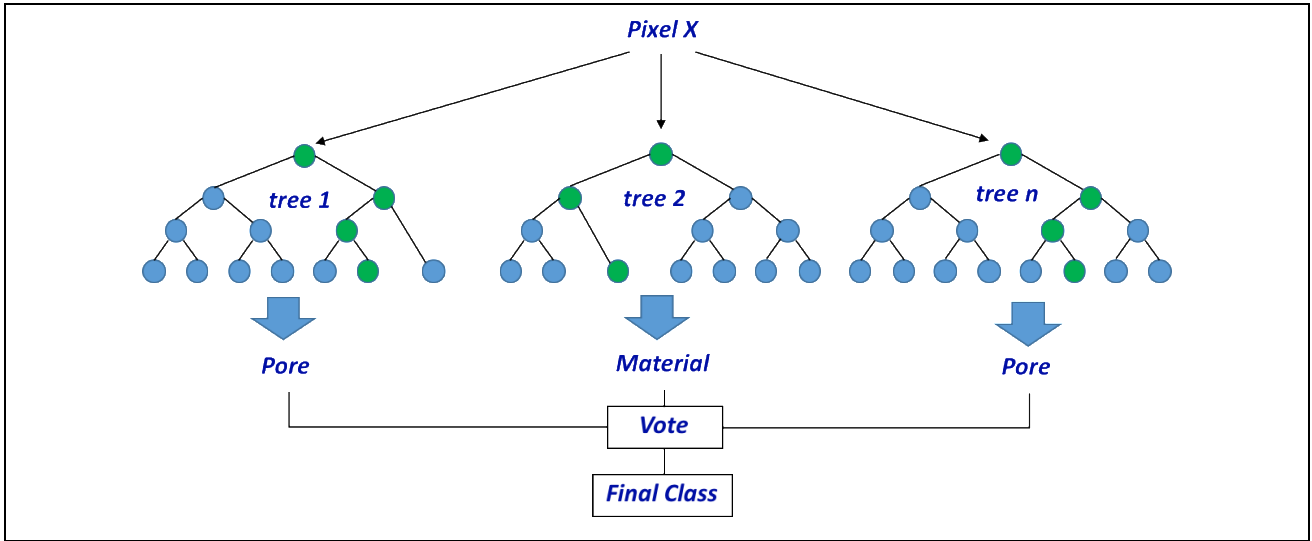 Pixel X
tree 1
tree 2
tree n
Pore
Material
Pore
Vote
Final Class